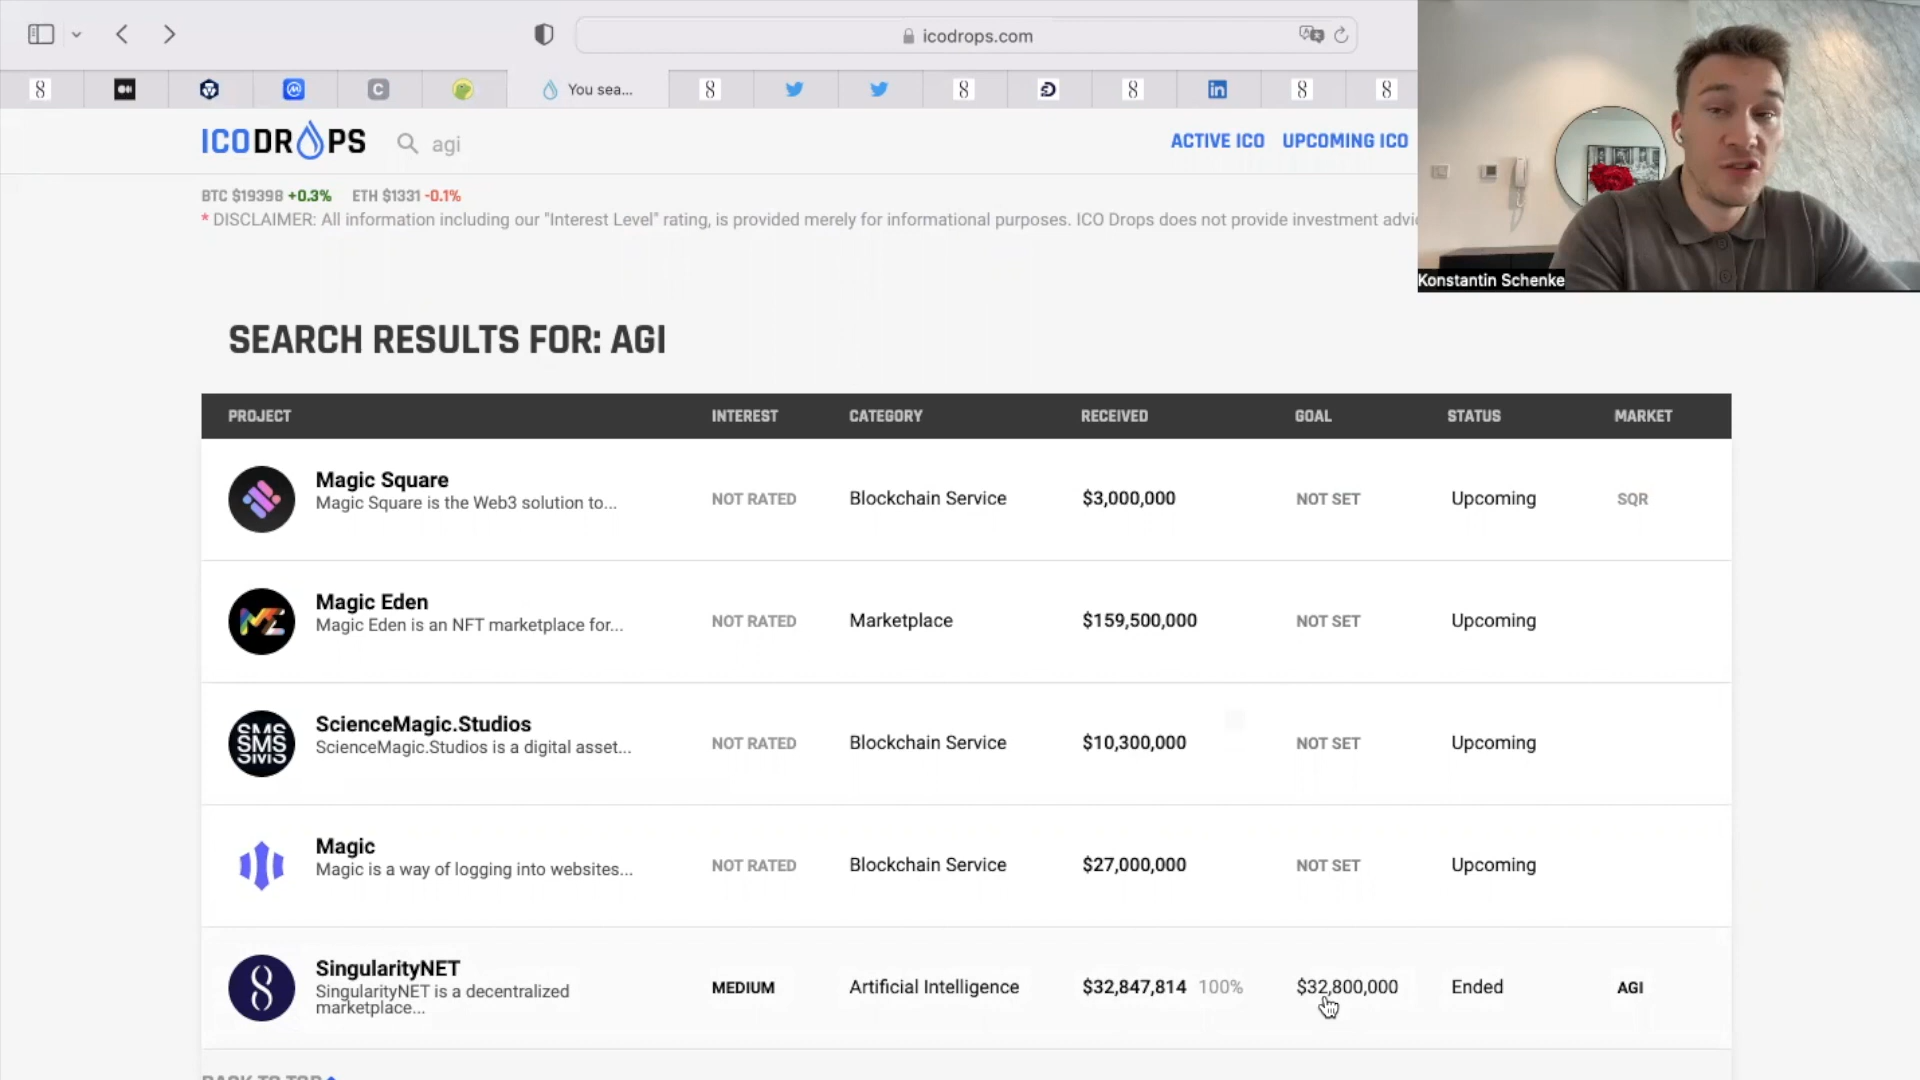 icodrops.com
You sea...
ICODROPS
agi
ACTIVE ICO UPCOMING ICO
BTC $19398 +0.3% ETH $1331 -0.1%
* DISCLAIMER: All information including our "Interest Level" rating, is provided merely for informational purposes. ICO Drops does not provide investment advic
Konstantin Schenke
SEARCH RESULTS FOR: AGI
PROJECT INTEREST CATEGORY RECEIVED GOAL STATUS MARKET
Magic Square
Magic Square is the Web3 solution to...
NOT RATED Blockchain Service $3,000,000 NOT SET Upcoming SQR
Magic Eden
Magic Eden is an NFT marketplace for...
NOT RATED Marketplace $159,500,000 NOT SET Upcoming
SMS
SMS
SMS
ScienceMagic.Studios
ScienceMagic.Studios is a digital asset...
NOT RATED Blockchain Service $10,300,000 NOT SET Upcoming
Magic
Magic is a way of logging into websites...
NOT RATED Blockchain Service $27,000,000 NOT SET Upcoming
SingularityNET
SingularityNET is a decentralized
marketplace...
MEDIUM Artificial Intelligence $32,847,814 100% $32,800,000 Ended AGI
BACK TO TOP